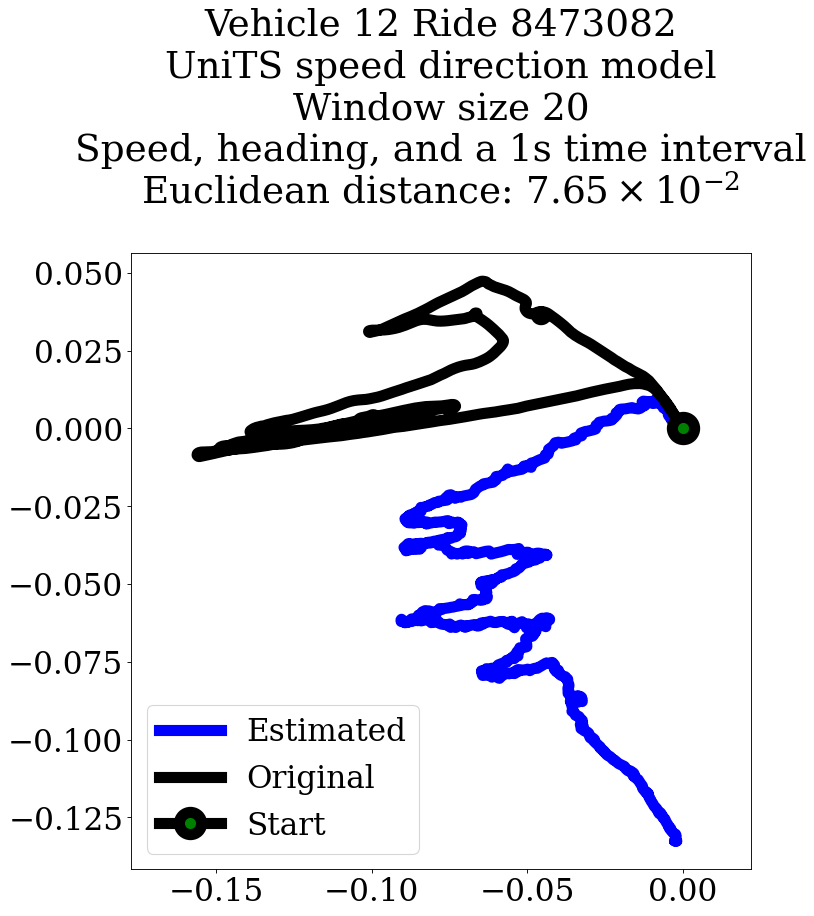 Vehicle 12 Ride 8473082
UniTS speed direction model
Window size 20
Speed, heading, and a 1s time interval
Euclidean distance: 7.65 × 10⁻²
0.050
0.025
0.000
−0.025
−0.050
−0.075
−0.100
−0.125
Estimated
Original
Start
−0.15 −0.10 −0.05 0.00